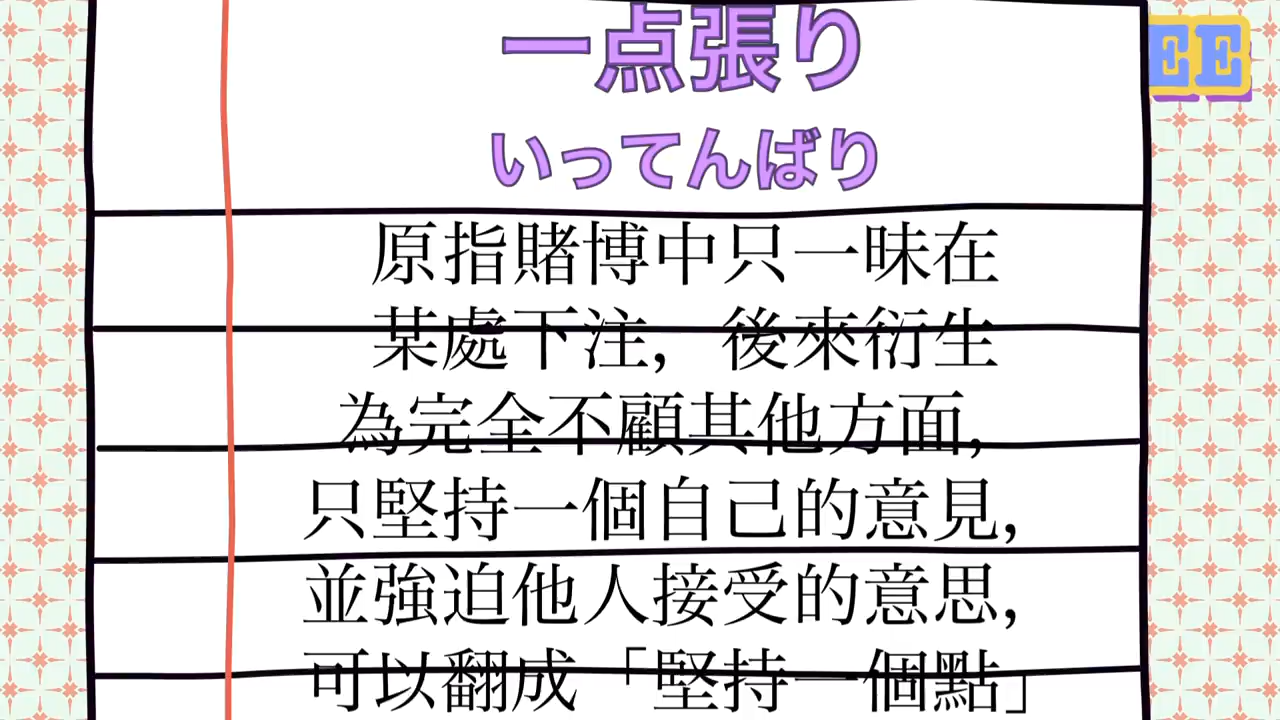 一点張り
EE
いってんばり
原指賭博中只一昧在
某處下注，後來衍生
為完全不顧其他方面，
只堅持一個自己的意見，
並強迫他人接受的意思，
可以翻成「堅持一個點」